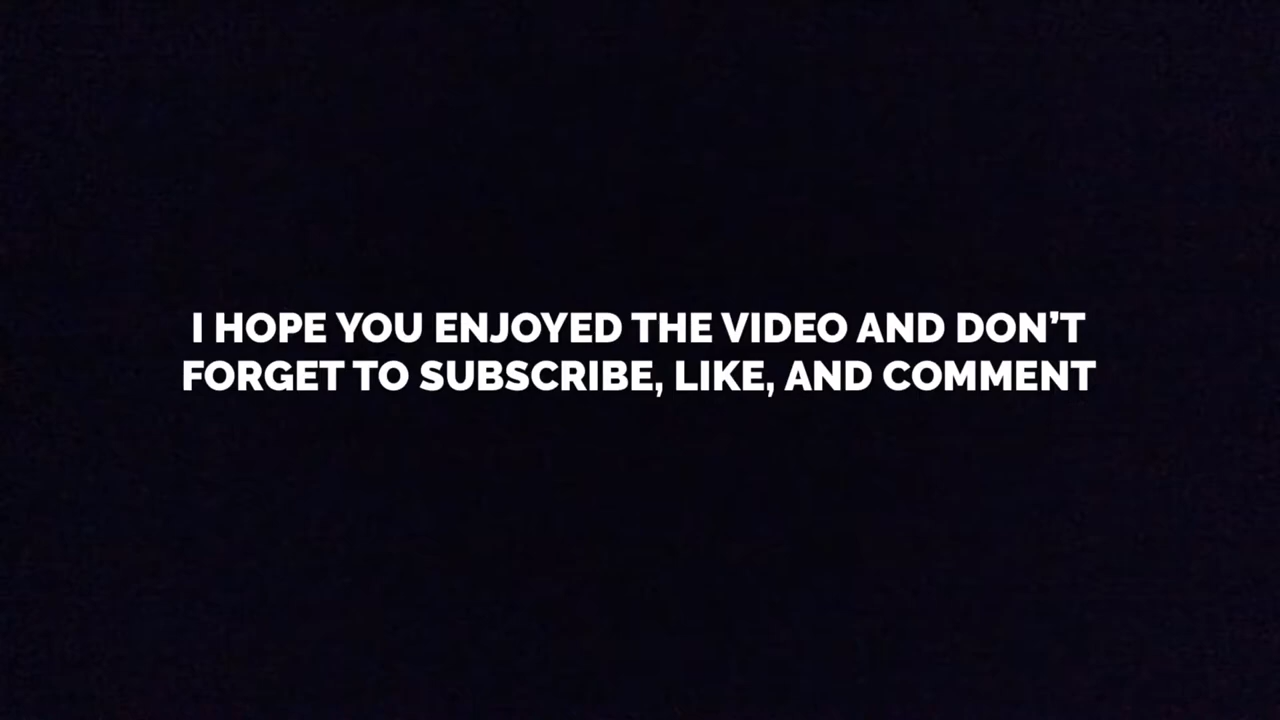 I HOPE YOU ENJOYED THE VIDEO AND DON’T
FORGET TO SUBSCRIBE, LIKE, AND COMMENT